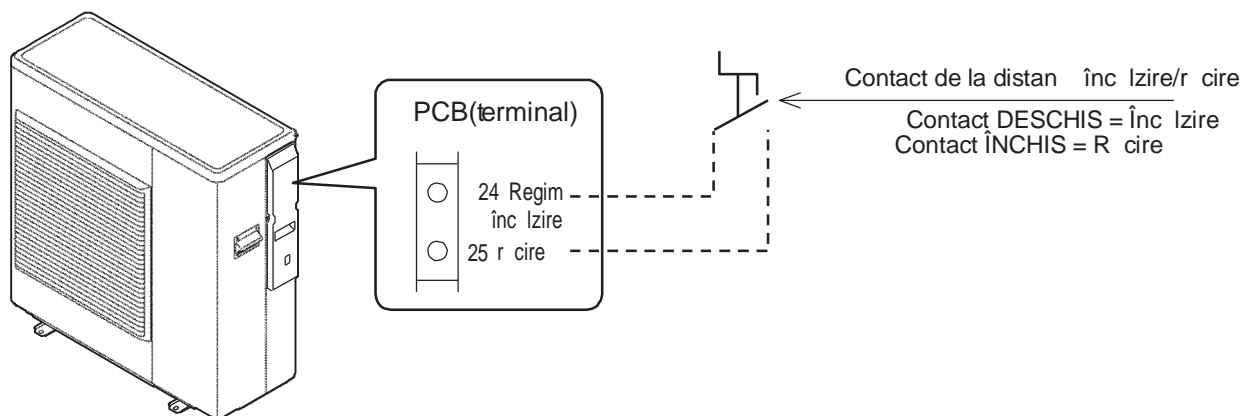 PCB(terminal)
24 Regim
înc lzire
25 r cire
Contact de la distan înc lzire/r cire
Contact DESCHIS = Înc lzire
Contact ÎNCHIS = R cire